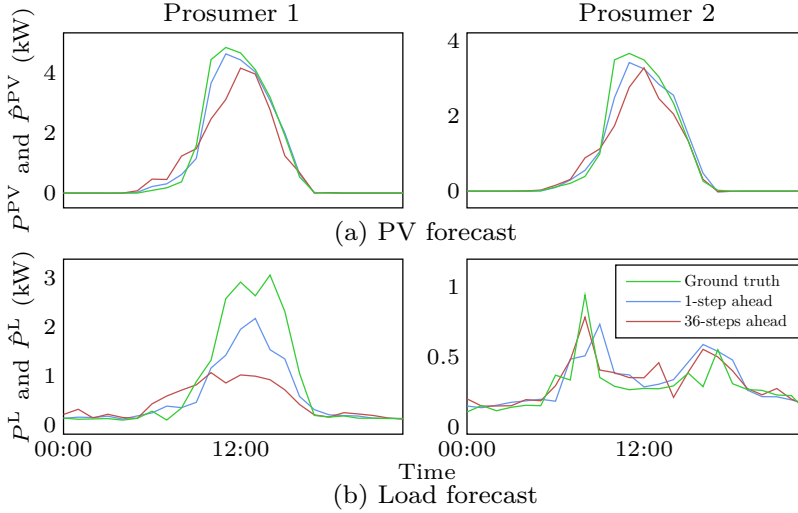 Prosumer 1
Prosumer 2
P^PV and P̂^PV (kW)
4
2
0
4
2
0
(a) PV forecast
P^L and P̂^L (kW)
3
2
1
0
1
0.5
0
Ground truth
1-step ahead
36-steps ahead
00:00
12:00
00:00
12:00
Time
(b) Load forecast